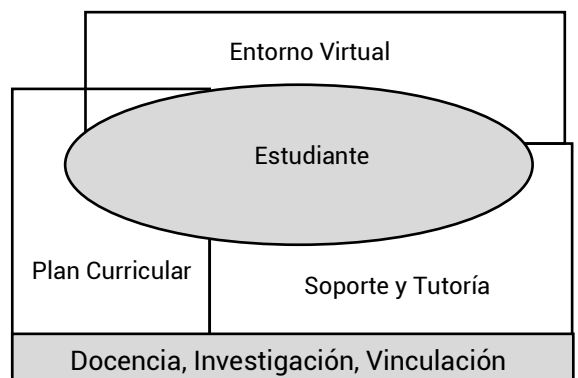 Entorno Virtual
Estudiante
Plan Curricular
Soporte y Tutoría
Docencia, Investigación, Vinculación